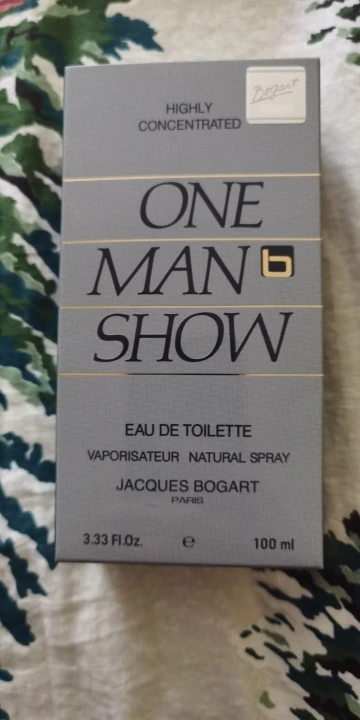 HIGHLY
CONCENTRATED
Bogart
ONE
MAN b
SHOW
EAU DE TOILETTE
VAPORISATEUR NATURAL SPRAY
JACQUES BOGART
PARIS
3.33 Fl.Oz. e 100 ml